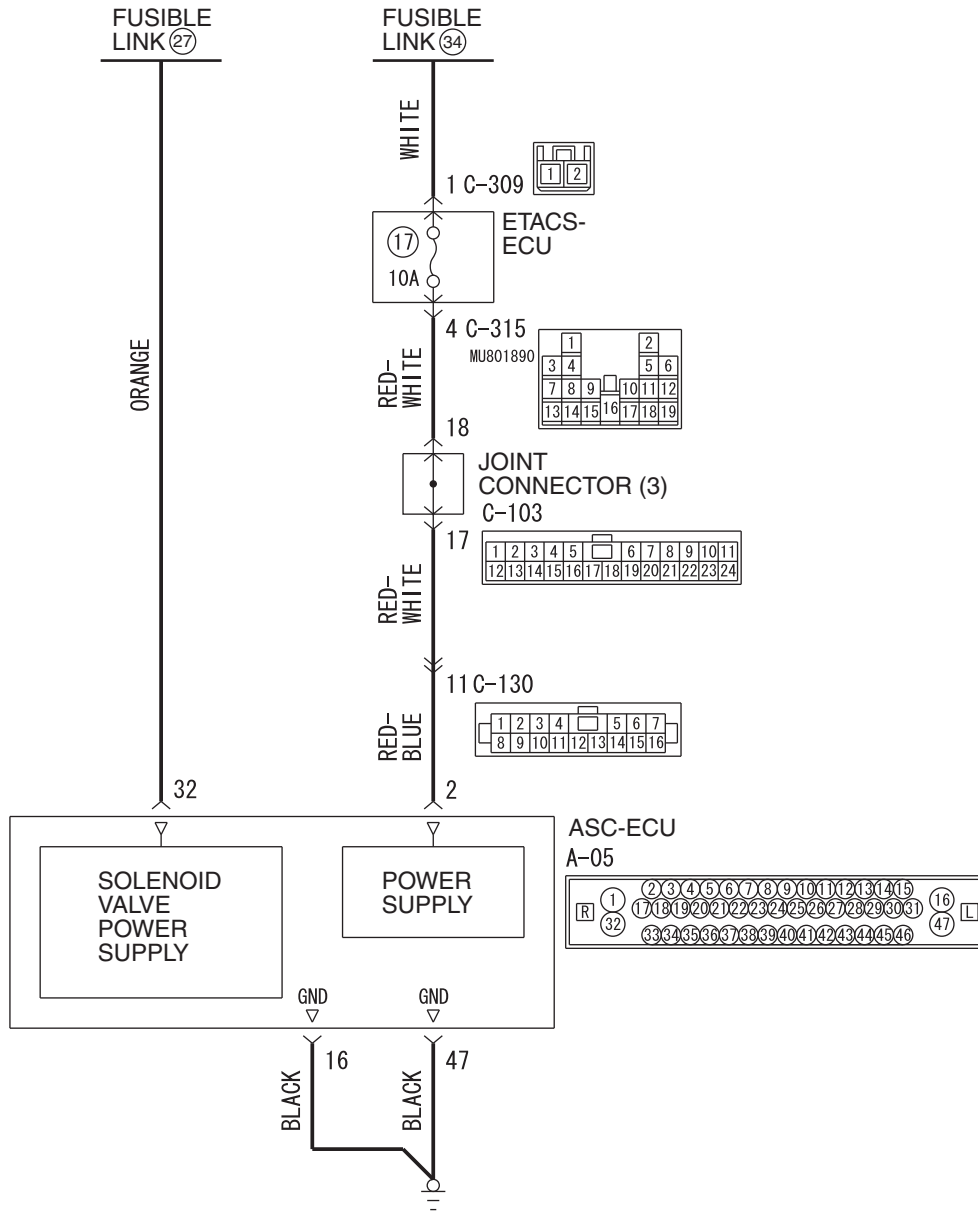 FUSIBLE
LINK 27
FUSIBLE
LINK 34
WHITE
1 C-309
1 2
ETACS-
ECU
17
10A
4 C-315
MU801890
1 2
3 4 5 6
7 8 9 10 11 12
13 14 15 16 17 18 19
ORANGE
RED-
WHITE
18
JOINT
CONNECTOR (3)
C-103
17
1 2 3 4 5 6 7 8 9 10 11
12 13 14 15 16 17 18 19 20 21 22 23 24
RED-
WHITE
11 C-130
1 2 3 4 5 6 7
8 9 10 11 12 13 14 15 16
RED-
BLUE
32
2
ASC-ECU
A-05
SOLENOID
VALVE
POWER
SUPPLY
POWER
SUPPLY
R
1
2 3 4 5 6 7 8 9 10 11 12 13 14 15
16
L
17 18 19 20 21 22 23 24 25 26 27 28 29 30 31
32
33 34 35 36 37 38 39 40 41 42 43 44 45 46
47
GND
GND
16
47
BLACK
BLACK